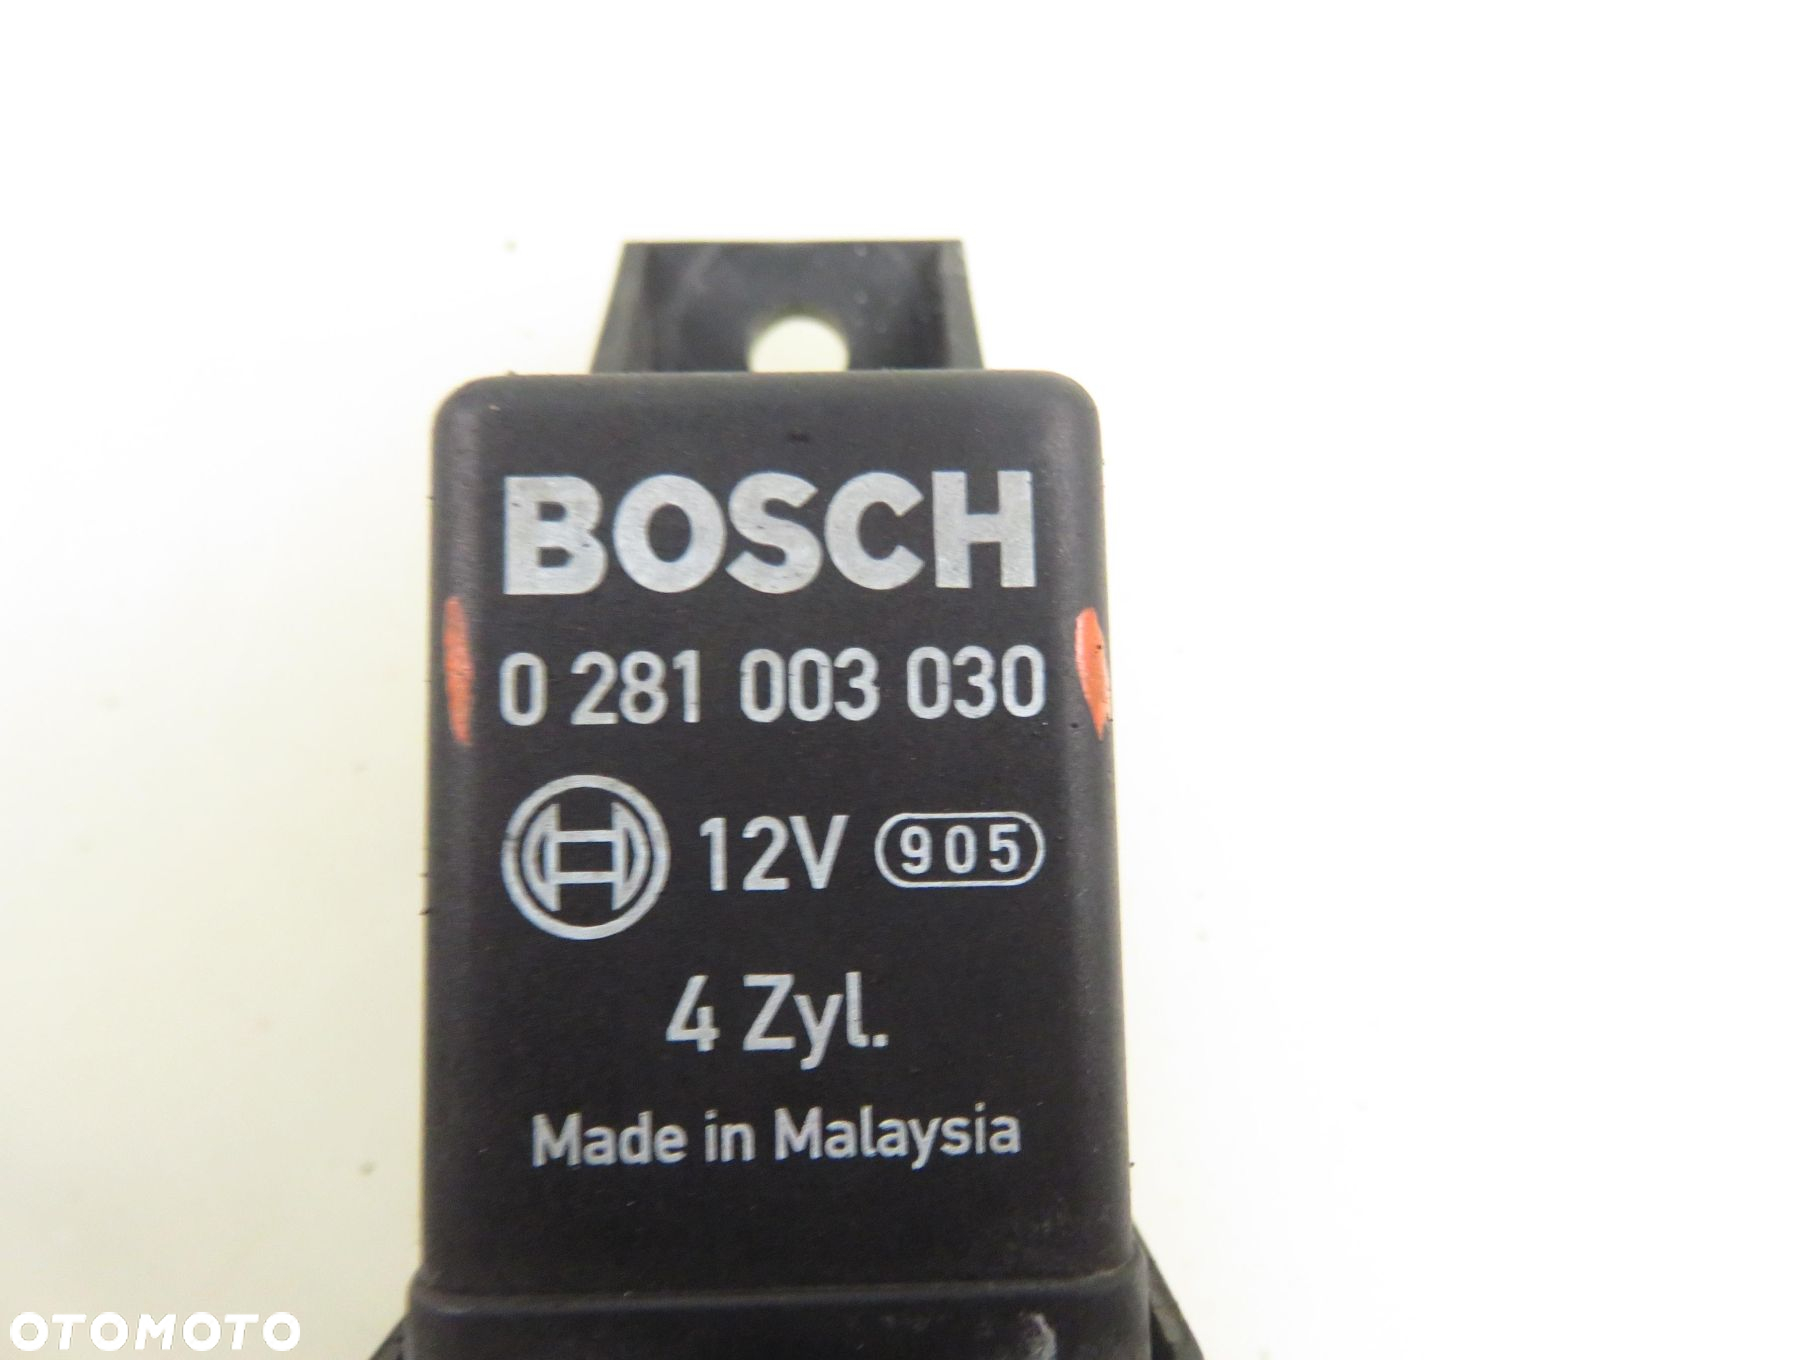 BOSCH
0 281 003 030
12V 905
4 Zyl.
Made in Malaysia
OTOMOTO